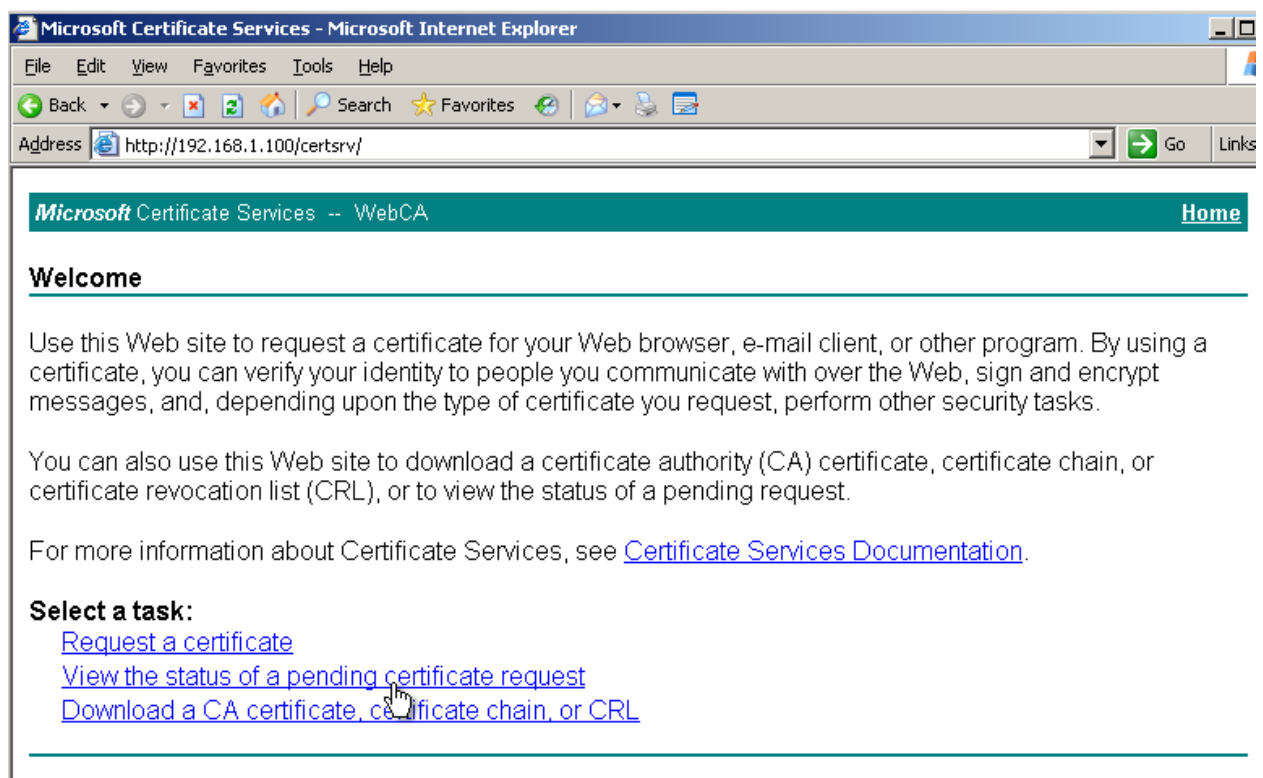 Microsoft Certificate Services - Microsoft Internet Explorer
File Edit View Favorites Tools Help
Back Search Favorites
Address http://192.168.1.100/certsrv/ Go Links
Microsoft Certificate Services -- WebCA Home
Welcome
Use this Web site to request a certificate for your Web browser, e-mail client, or other program. By using a
certificate, you can verify your identity to people you communicate with over the Web, sign and encrypt
messages, and, depending upon the type of certificate you request, perform other security tasks.
You can also use this Web site to download a certificate authority (CA) certificate, certificate chain, or
certificate revocation list (CRL), or to view the status of a pending request.
For more information about Certificate Services, see Certificate Services Documentation.
Select a task:
Request a certificate
View the status of a pending certificate request
Download a CA certificate, certificate chain, or CRL